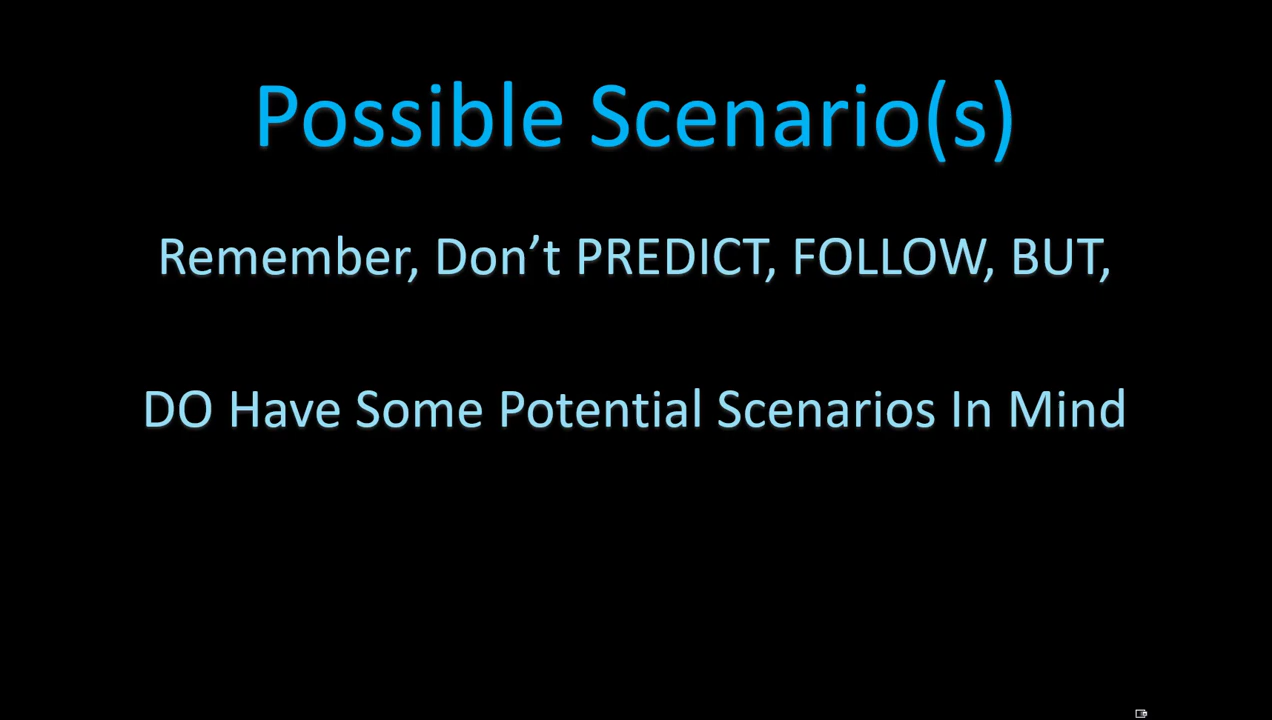 Possible Scenario(s)
Remember, Don’t PREDICT, FOLLOW, BUT,
DO Have Some Potential Scenarios In Mind